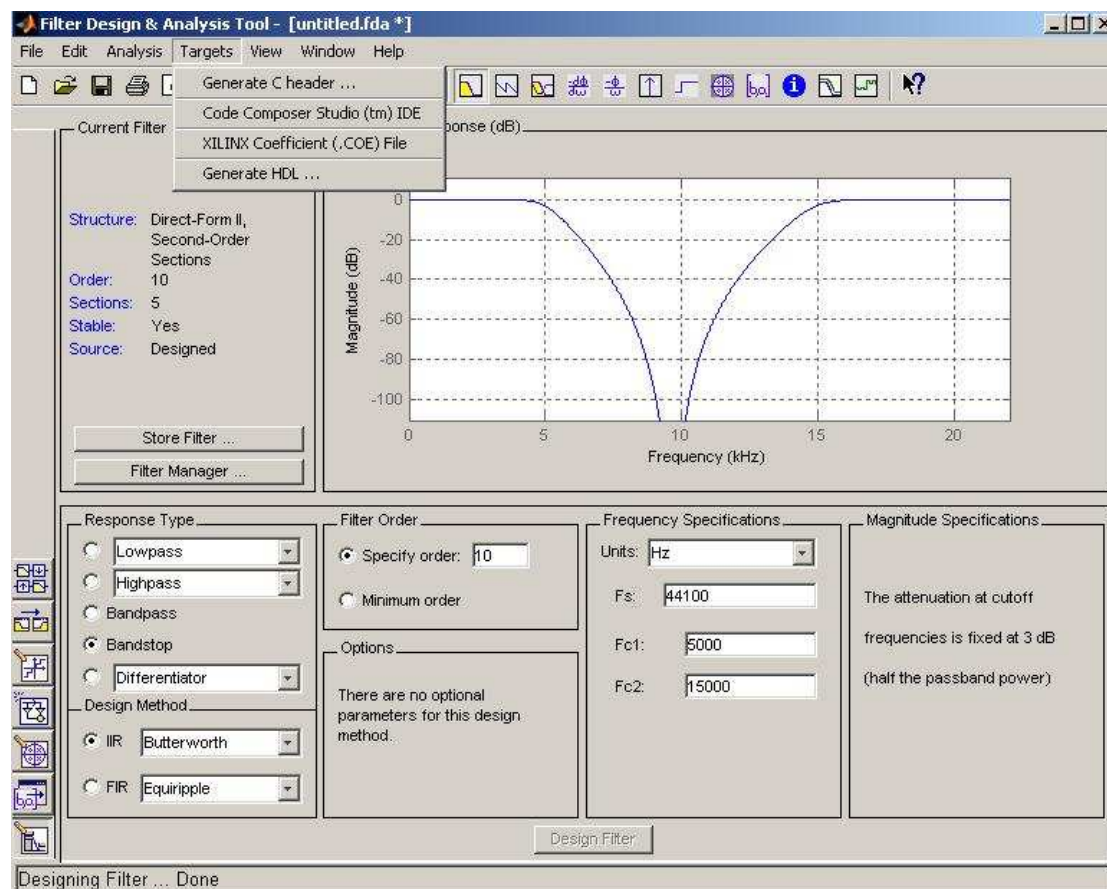 Filter Design & Analysis Tool - [untitled.fda *]
File Edit Analysis Targets View Window Help
Generate C header ...
Code Composer Studio (tm) IDE
XILINX Coefficient (.COE) File
Generate HDL ...
Current Filter
ponse (dB)
Structure: Direct-Form II,
Second-Order
Sections
Order: 10
Sections: 5
Stable: Yes
Source: Designed
Store Filter ...
Filter Manager ...
Magnitude (dB)
0
-20
-40
-60
-80
-100
0 5 10 15 20
Frequency (kHz)
Response Type
Lowpass
Highpass
Bandpass
Bandstop
Differentiator
Design Method
IIR Butterworth
FIR Equiripple
Filter Order
Specify order: 10
Minimum order
Options
There are no optional
parameters for this design
method.
Frequency Specifications
Units: Hz
Fs: 44100
Fc1: 5000
Fc2: 15000
Magnitude Specifications
The attenuation at cutoff
frequencies is fixed at 3 dB
(half the passband power)
Design Filter
Designing Filter ... Done